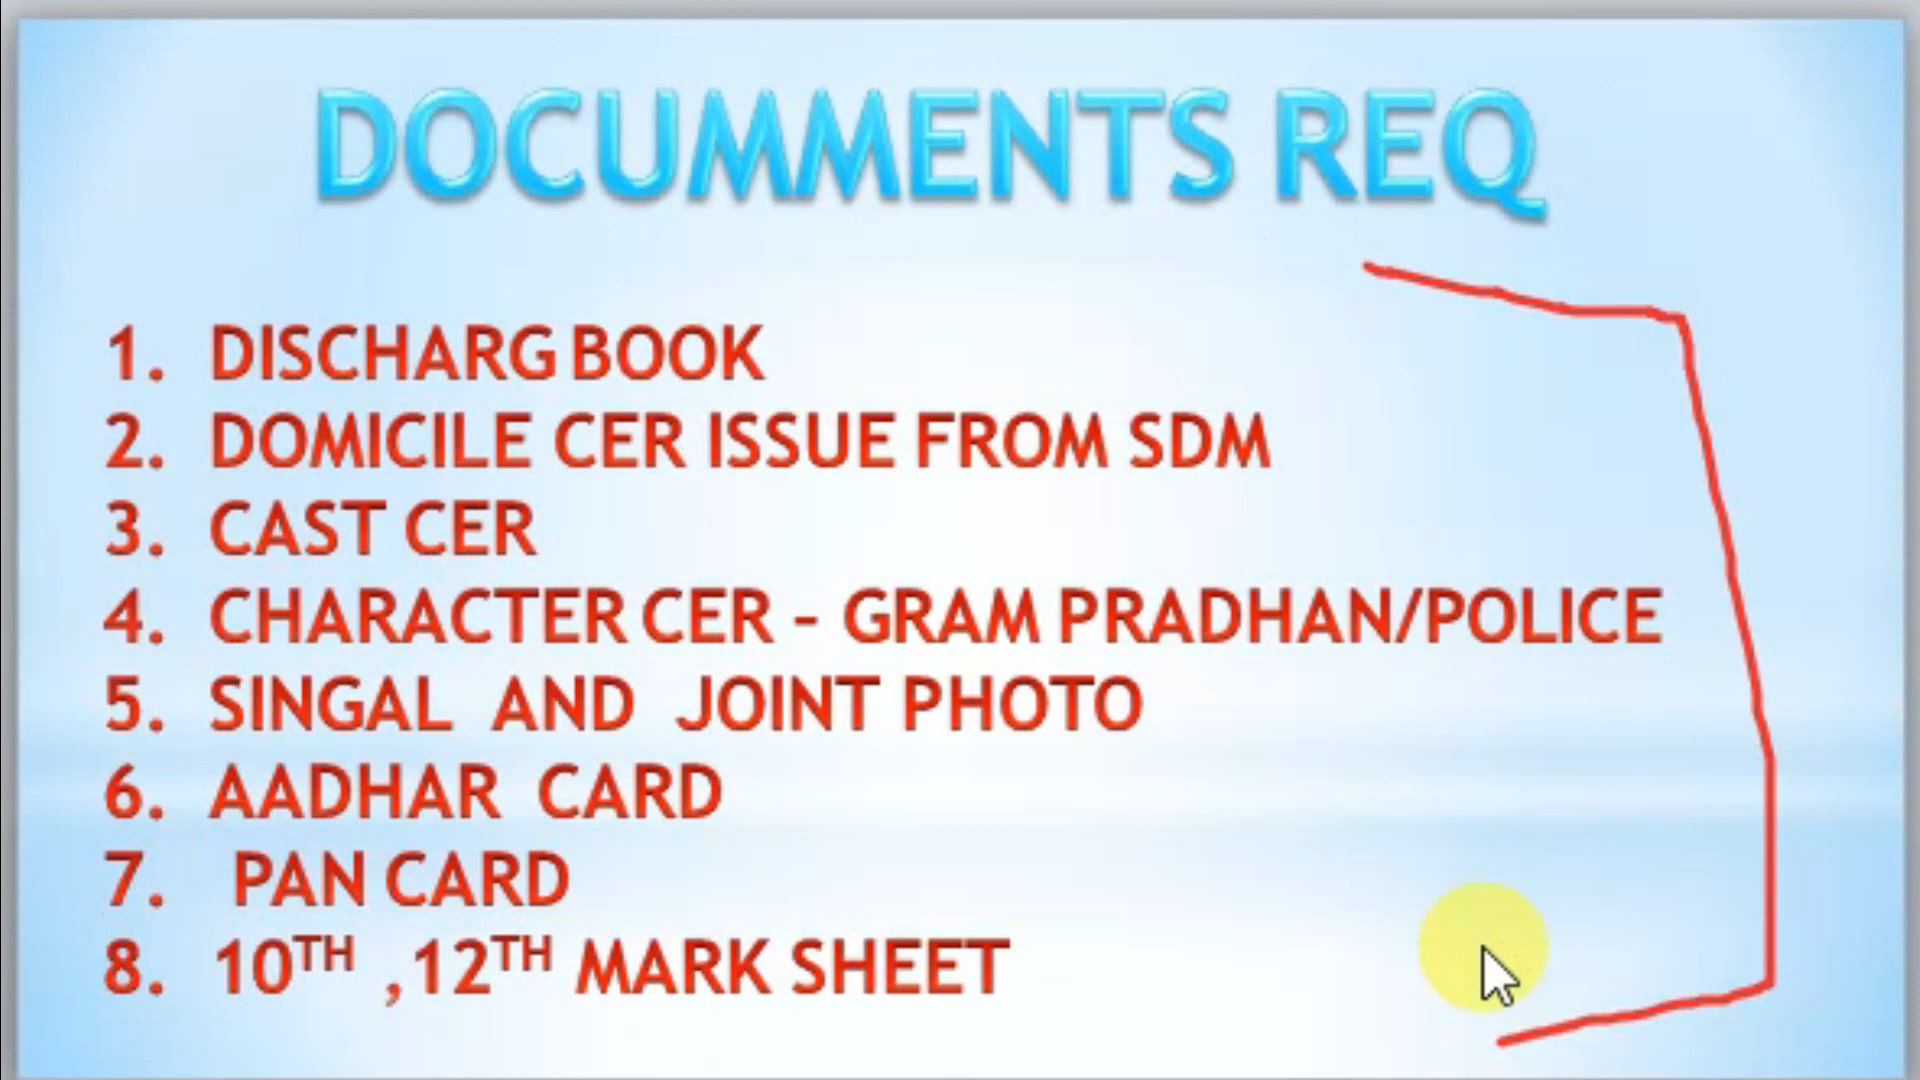 DOCUMMENTS REQ
1. DISCHARG BOOK
2. DOMICILE CER ISSUE FROM SDM
3. CAST CER
4. CHARACTER CER - GRAM PRADHAN/POLICE
5. SINGAL AND JOINT PHOTO
6. AADHAR CARD
7. PAN CARD
8. 10TH ,12TH MARK SHEET